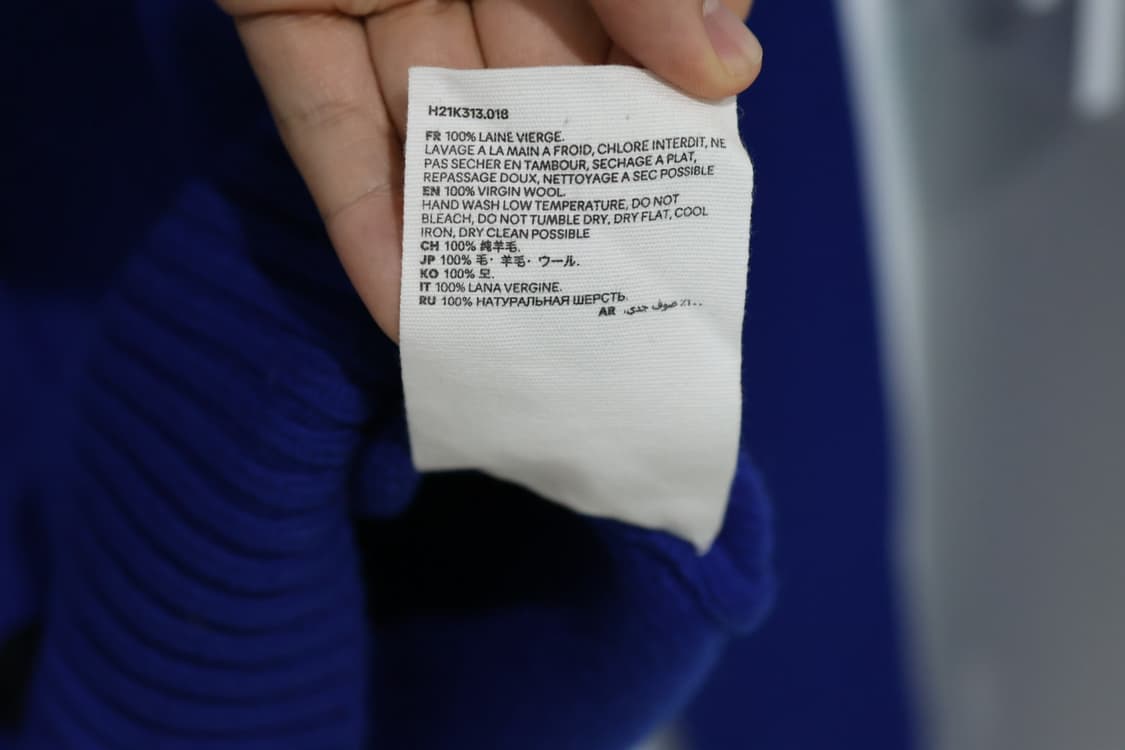 H21K313.018
FR 100% LAINE VIERGE.
LAVAGE A LA MAIN A FROID, CHLORE INTERDIT, NE
PAS SECHER EN TAMBOUR, SECHAGE A PLAT,
REPASSAGE DOUX, NETTOYAGE A SEC POSSIBLE
EN 100% VIRGIN WOOL.
HAND WASH LOW TEMPERATURE, DO NOT
BLEACH, DO NOT TUMBLE DRY, DRY FLAT, COOL
IRON, DRY CLEAN POSSIBLE
CH 100% 纯羊毛.
JP 100% 毛・羊毛・ウール.
KO 100% 모.
IT 100% LANA VERGINE.
RU 100% НАТУРАЛЬНАЯ ШЕРСТЬ.
AR ١٠٠٪ صوف جدي.